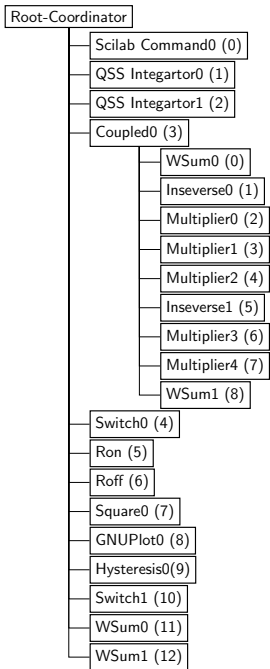 Root-Coordinator
Scilab Command0 (0)
QSS Integartor0 (1)
QSS Integartor1 (2)
Coupled0 (3)
WSum0 (0)
Inseverse0 (1)
Multiplier0 (2)
Multiplier1 (3)
Multiplier2 (4)
Inseverse1 (5)
Multiplier3 (6)
Multiplier4 (7)
WSum1 (8)
Switch0 (4)
Ron (5)
Roff (6)
Square0 (7)
GNUPlot0 (8)
Hysteresis0(9)
Switch1 (10)
WSum0 (11)
WSum1 (12)